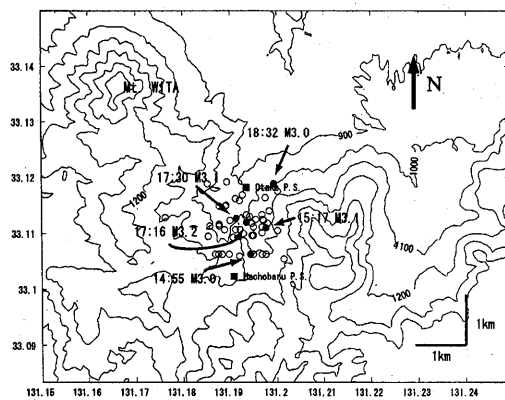 33.14
MT. WITA
N
33.13
18:32 M3.0
900
1000
17:30 M3.1
33.12
Otake P.S.
1200
15:17 M3.1
33.11
17:16 M3.2
4100
14:55 M3.0
Hachobaru P.S.
33.1
1200
1km
33.09
1km
131.15 131.16 131.17 131.18 131.19 131.2 131.21 131.22 131.23 131.24